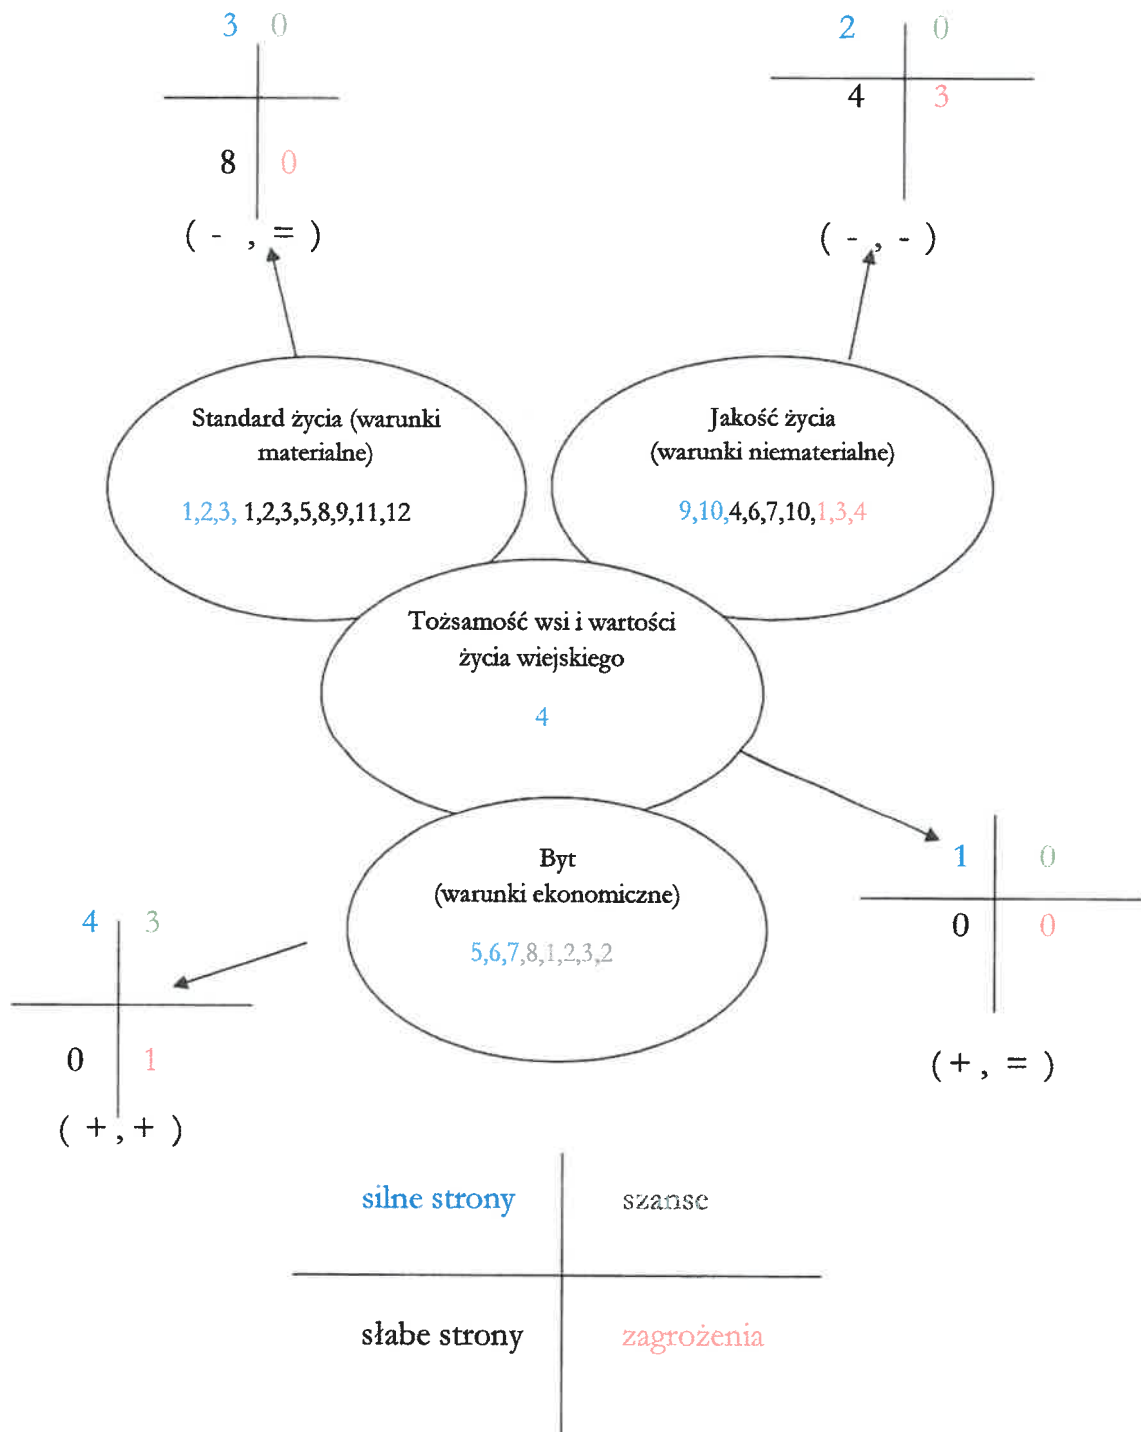 3 0
8 0
( - , = )
2 0
4 3
( - , - )
Standard życia (warunki
materialne)
1,2,3, 1,2,3,5,8,9,11,12
Jakość życia
(warunki niematerialne)
9,10,4,6,7,10,1,3,4
Tożsamość wsi i wartości
życia wiejskiego
4
Byt
(warunki ekonomiczne)
5,6,7,8,1,2,3,2
1 0
0 0
( + , = )
4 3
0 1
( + , + )
silne strony szanse
słabe strony zagrożenia